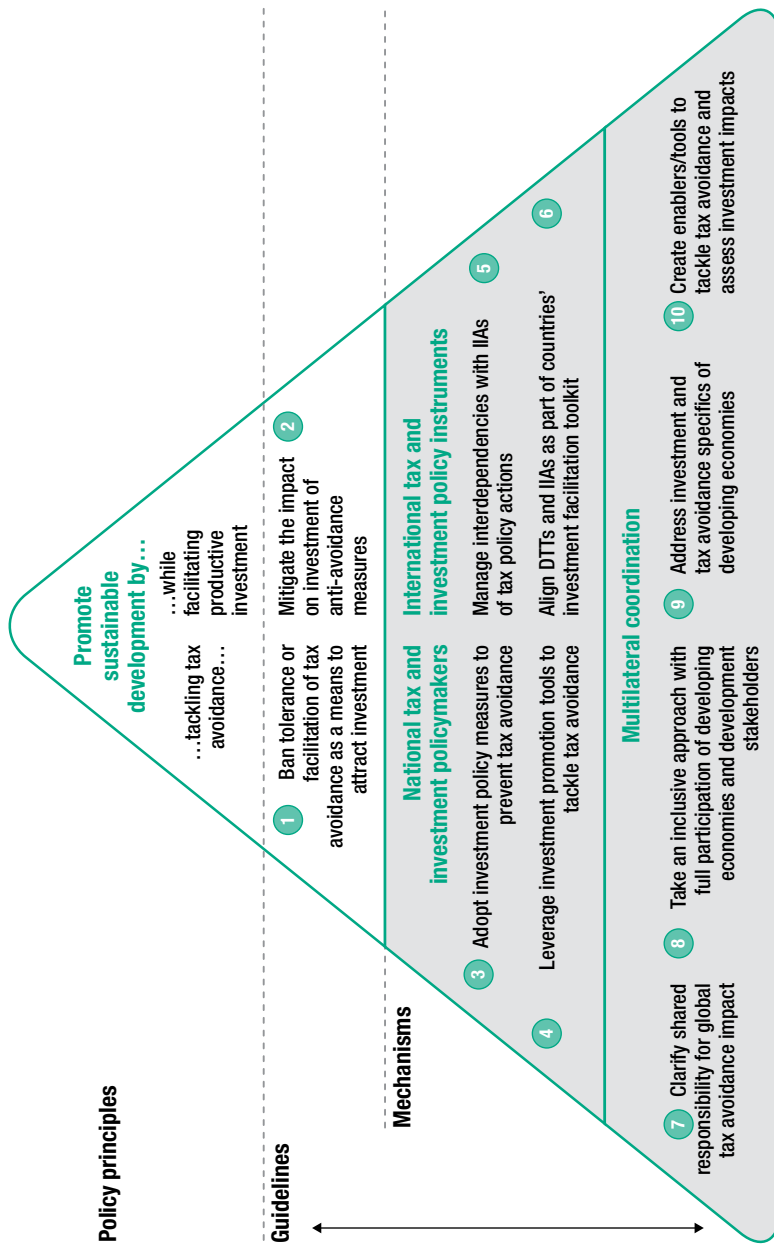 Policy principles
Promote
sustainable
development by…
…tackling tax
avoidance…
…while
facilitating
productive
investment
Guidelines
1
Ban tolerance or
facilitation of tax
avoidance as a means to
attract investment
Mitigate the impact
on investment of
anti-avoidance
measures
2
Mechanisms
National tax and
investment policymakers
3
Adopt investment policy measures to
prevent tax avoidance
4
Leverage investment promotion tools to
tackle tax avoidance
International tax and
investment policy instruments
Manage interdependencies with IIAs
of tax policy actions
5
Align DTTs and IIAs as part of countries’
investment facilitation toolkit
6
Multilateral coordination
7
Clarify shared
responsibility for global
tax avoidance impact
8
Take an inclusive approach with
full participation of developing
economies and development
stakeholders
9
Address investment and
tax avoidance specifics of
developing economies
10
Create enablers/tools to
tackle tax avoidance and
assess investment impacts